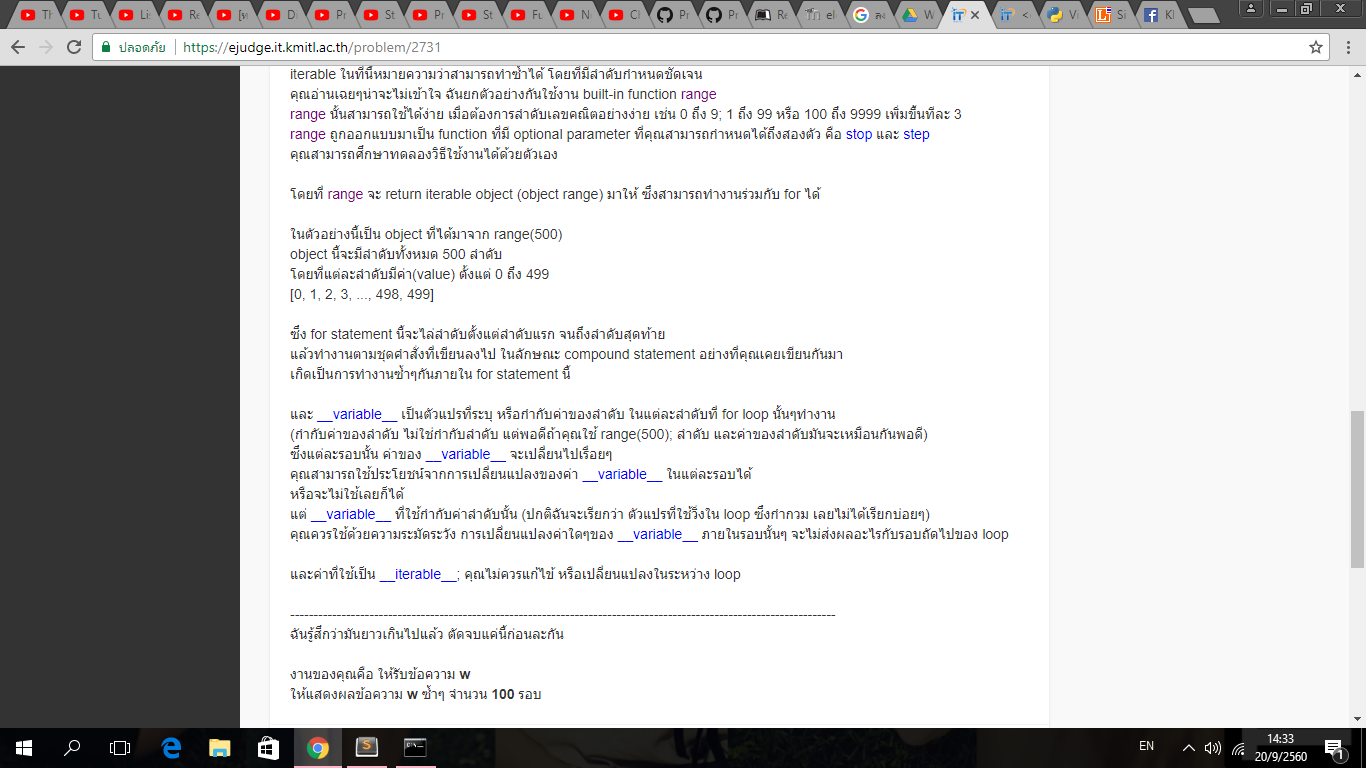 Th
Tu
Lis
Re
[ห
Di
Pr
St
Pr
St
Fu
N
Cl
Pr
Pr
Re
el
ลง
W
IT
IT
Vi
Si
Kl
ปลอดภัย https://ejudge.it.kmitl.ac.th/problem/2731
iterable ในที่นี้หมายความว่าสามารถทำซ้ำได้ โดยที่มีลำดับกำหนดชัดเจน
คุณอ่านเฉยๆน่าจะไม่เข้าใจ ฉันยกตัวอย่างกันใช้งาน built-in function range
range นั้นสามารถใช้ได้ง่าย เมื่อต้องการลำดับเลขคณิตอย่างง่าย เช่น 0 ถึง 9; 1 ถึง 99 หรือ 100 ถึง 9999 เพิ่มขึ้นทีละ 3
range ถูกออกแบบมาเป็น function ที่มี optional parameter ที่คุณสามารถกำหนดได้ถึงสองตัว คือ stop และ step
คุณสามารถศึกษาทดลองวิธีใช้งานได้ด้วยตัวเอง
โดยที่ range จะ return iterable object (object range) มาให้ ซึ่งสามารถทำงานร่วมกับ for ได้
ในตัวอย่างนี้เป็น object ที่ได้มาจาก range(500)
object นี้จะมีลำดับทั้งหมด 500 ลำดับ
โดยที่แต่ละลำดับมีค่า(value) ตั้งแต่ 0 ถึง 499
[0, 1, 2, 3, ..., 498, 499]
ซึ่ง for statement นี้จะไล่ลำดับตั้งแต่ลำดับแรก จนถึงลำดับสุดท้าย
แล้วทำงานตามชุดคำสั่งที่เขียนลงไป ในลักษณะ compound statement อย่างที่คุณเคยเขียนกันมา
เกิดเป็นการทำงานซ้ำๆกันภายใน for statement นี้
และ __variable__ เป็นตัวแปรที่ระบุ หรือกำกับค่าของลำดับ ในแต่ละลำดับที่ for loop นั้นๆทำงาน
(กำกับค่าของลำดับ ไม่ใช่กำกับลำดับ แต่พอดีถ้าคุณใช้ range(500); ลำดับ และค่าของลำดับมันจะเหมือนกันพอดี)
ซึ่งแต่ละรอบนั้น ค่าของ __variable__ จะเปลี่ยนไปเรื่อยๆ
คุณสามารถใช้ประโยชน์จากการเปลี่ยนแปลงของค่า __variable__ ในแต่ละรอบได้
หรือจะไม่ใช้เลยก็ได้
แต่ __variable__ ที่ใช้กำกับค่าลำดับนั้น (ปกติฉันจะเรียกว่า ตัวแปรที่ใช้วิ่งใน loop ซึ่งกำกวม เลยไม่ได้เรียกบ่อยๆ)
คุณควรใช้ด้วยความระมัดระวัง การเปลี่ยนแปลงค่าใดๆของ __variable__ ภายในรอบนั้นๆ จะไม่ส่งผลอะไรกับรอบถัดไปของ loop
และค่าที่ใช้เป็น __iterable__; คุณไม่ควรแก้ไข้ หรือเปลี่ยนแปลงในระหว่าง loop
--------------------------------------------------------------------------------------------------------------------
ฉันรู้สึกว่ามันยาวเกินไปแล้ว ตัดจบแค่นี้ก่อนละกัน
งานของคุณคือ ให้รับข้อความ w
ให้แสดงผลข้อความ w ซ้ำๆ จำนวน 100 รอบ
EN
14:33
20/9/2560
1